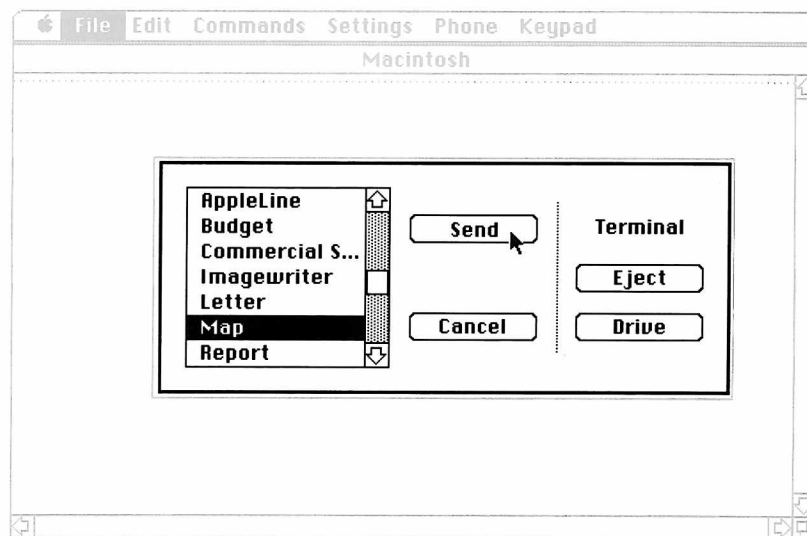 File Edit Commands Settings Phone Keypad
Macintosh
AppleLine
Budget
Commercial S...
Imagewriter
Letter
Map
Report
Send
Cancel
Terminal
Eject
Drive